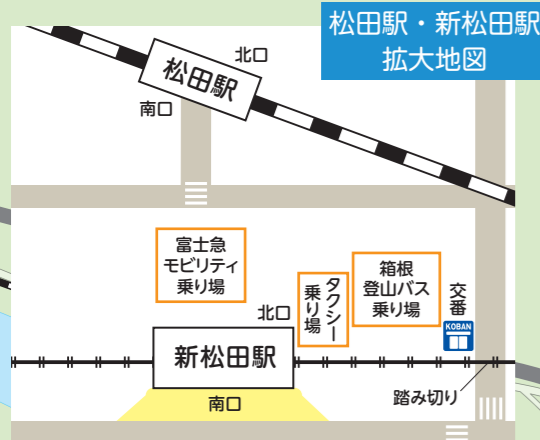 松田駅・新松田駅
拡大地図
北口
松田駅
南口
富士急
モビリティ
乗り場
北口
タクシー
乗り場
箱根
登山バス
乗り場
交番
KOBAN
新松田駅
踏み切り
南口